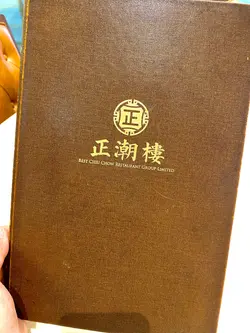 正
正潮樓
BEST CHIU CHOW RESTAURANT GROUP LIMITED